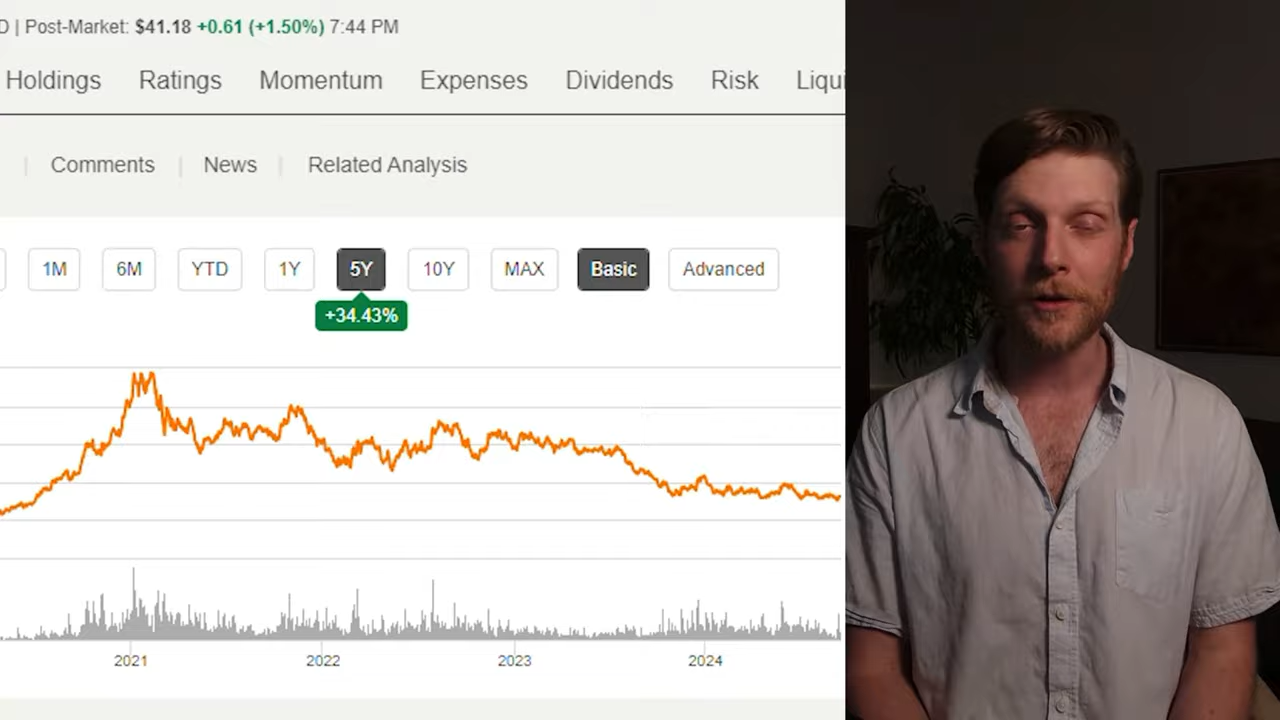 D | Post-Market: $41.18 +0.61 (+1.50%) 7:44 PM
Holdings Ratings Momentum Expenses Dividends Risk Liqui
| Comments | News | Related Analysis
1M 6M YTD 1Y 5Y 10Y MAX Basic Advanced
+34.43%
2021 2022 2023 2024